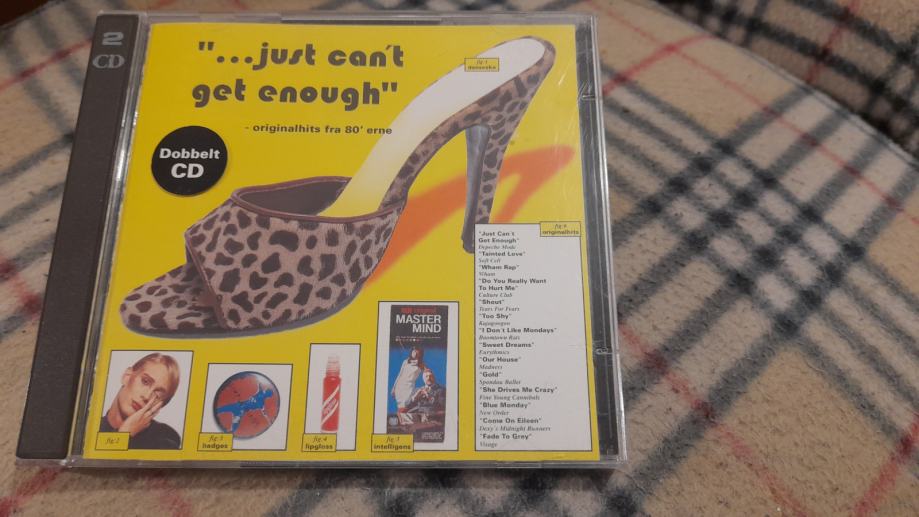 2
CD
"...just can't
get enough"
- originalhits fra 80' erne
Dobbelt
CD
fig:1
dansesko
fig:6
originalhits
"Just Can't
Get Enough"
Depeche Mode
"Tainted Love"
Soft Cell
"Wham Rap"
Wham
"Do You Really Want
To Hurt Me"
Culture Club
"Shout"
Tears For Fears
"Too Shy"
Kajagoogoo
"I Don't Like Mondays"
Boomtown Rats
"Sweet Dreams"
Eurythmics
"Our House"
Madness
"Gold"
Spandau Ballet
"She Drives Me Crazy"
Fine Young Cannibals
"Blue Monday"
New Order
"Come On Eileen"
Dexy's Midnight Runners
"Fade To Grey"
Visage
fig:2
fig:3
badges
fig:4
lipgloss
MASTER
MIND
fig:5
intelligens